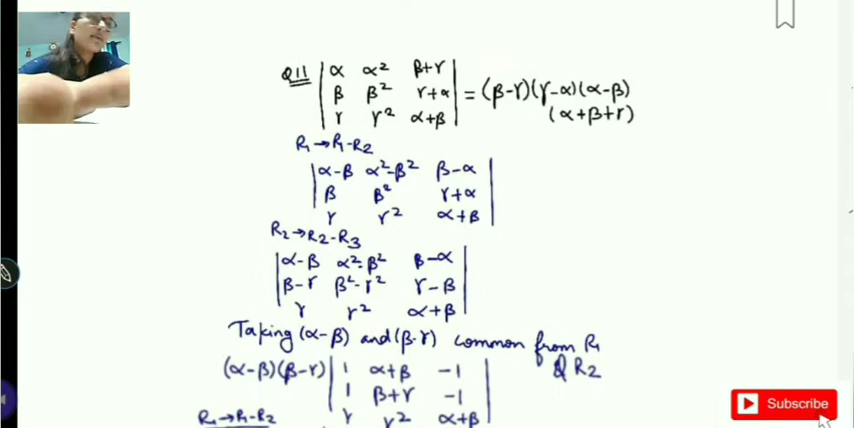 Q11 | α α² β+γ |
| β β² γ+α | = (β-γ)(γ-α)(α-β)
| γ γ² α+β | (α+β+γ)
R₁→R₁-R₂
| α-β α²-β² β-α |
| β β² γ+α |
| γ γ² α+β |
R₂→R₂-R₃
| α-β α²-β² β-α |
| β-γ β²-γ² γ-β |
| γ γ² α+β |
Taking (α-β) and (β-γ) common from R₁
& R₂
(α-β)(β-γ) | 1 α+β -1 |
| 1 β+γ -1 |
| γ γ² α+β |
R₁→R₁-R₂
Subscribe